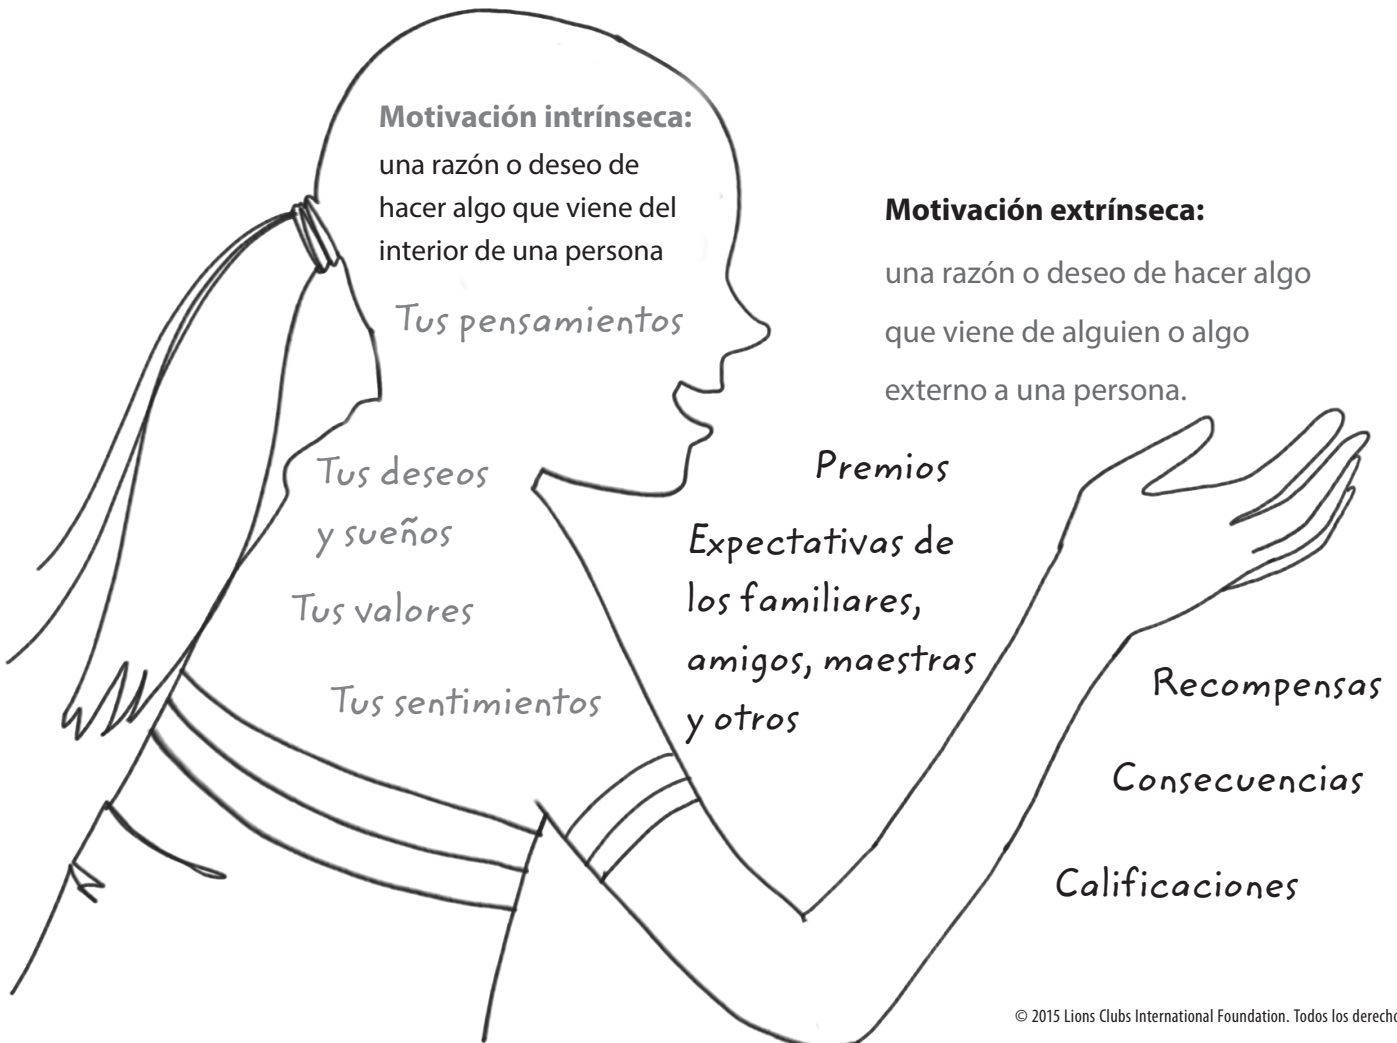 Motivación intrínseca:
una razón o deseo de
hacer algo que viene del
interior de una persona
Tus pensamientos
Tus deseos
y sueños
Tus valores
Tus sentimientos
Motivación extrínseca:
una razón o deseo de hacer algo
que viene de alguien o algo
externo a una persona.
Premios
Expectativas de
los familiares,
amigos, maestras
y otros
Recompensas
Consecuencias
Calificaciones
© 2015 Lions Clubs International Foundation. Todos los derecho